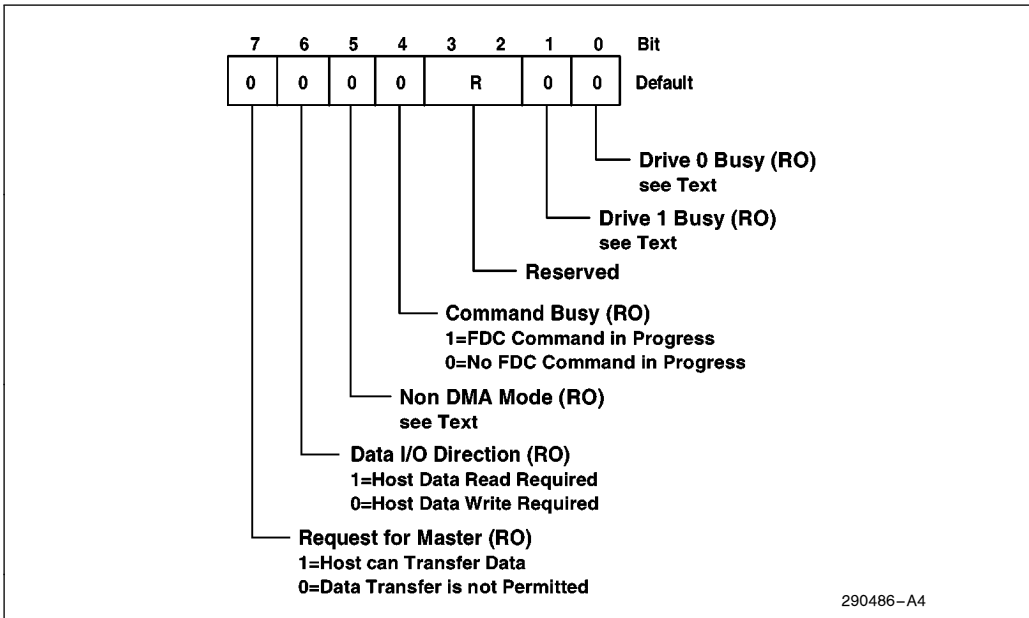 7 6 5 4 3 2 1 0 Bit
0 0 0 0 R 0 0 Default
Drive 0 Busy (RO)
see Text
Drive 1 Busy (RO)
see Text
Reserved
Command Busy (RO)
1=FDC Command in Progress
0=No FDC Command in Progress
Non DMA Mode (RO)
see Text
Data I/O Direction (RO)
1=Host Data Read Required
0=Host Data Write Required
Request for Master (RO)
1=Host can Transfer Data
0=Data Transfer is not Permitted
290486–A4